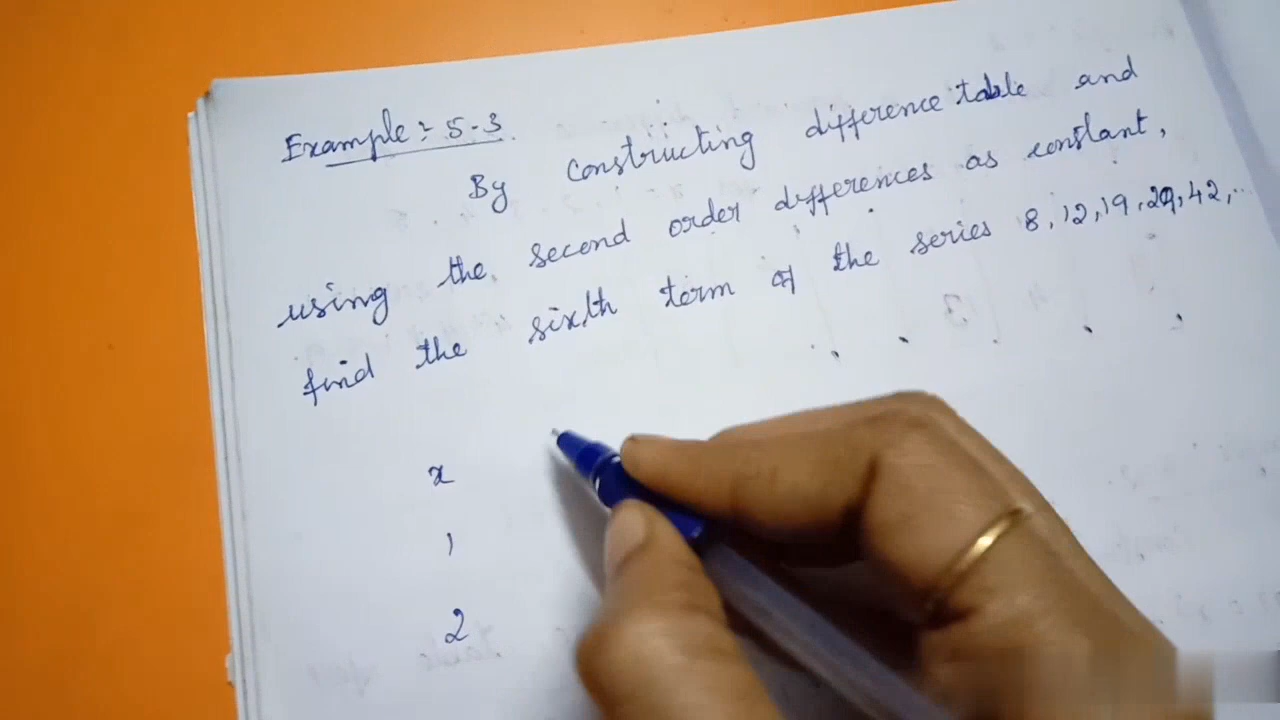 Example:- 5.3
By constructing difference table and
using the second order differences as constant,
find the sixth term of the series 8, 12, 19, 29, 42, ..
x
1
2